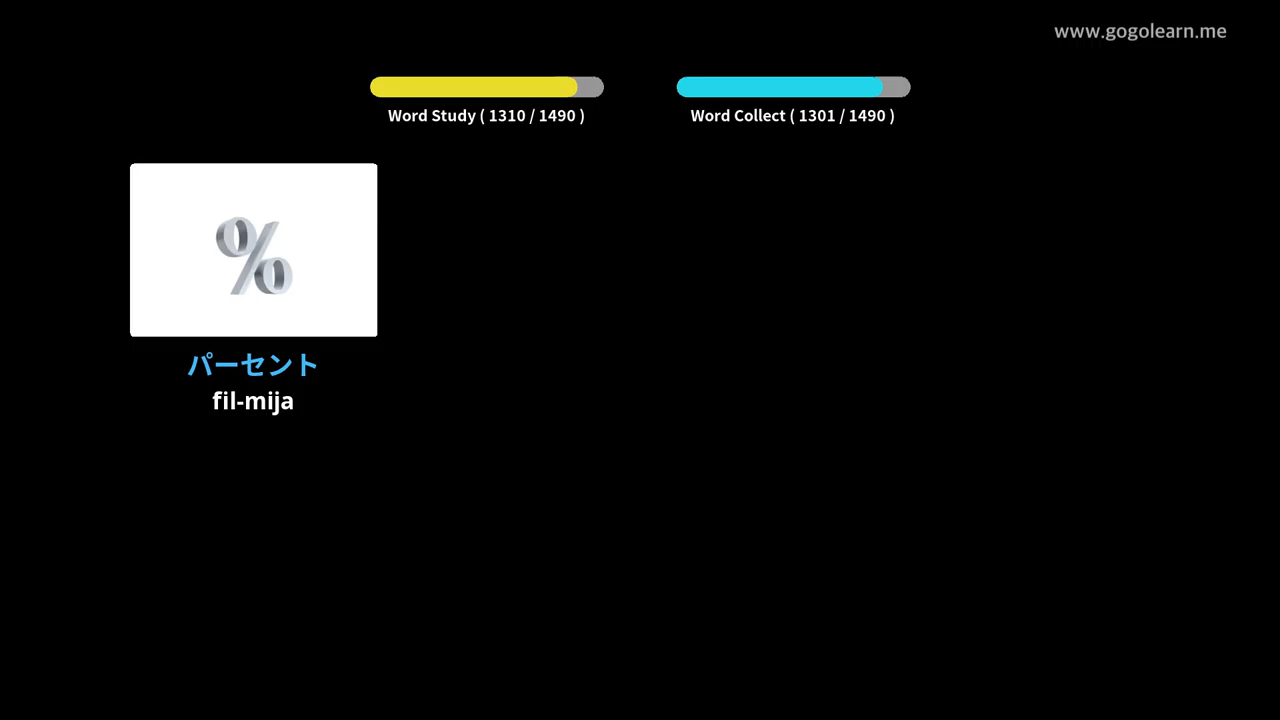 www.gogolearn.me
Word Study ( 1310 / 1490 )
Word Collect ( 1301 / 1490 )
%
パーセント
fil-mija